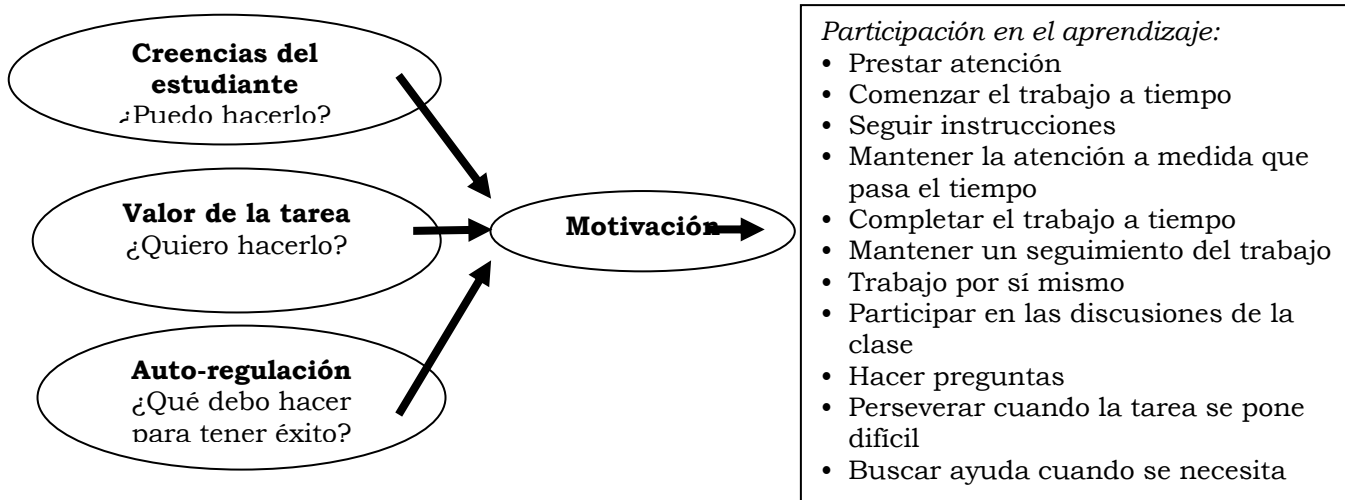 Creencias del
estudiante
¿Puedo hacerlo?
Valor de la tarea
¿Quiero hacerlo?
Auto-regulación
¿Qué debo hacer
para tener éxito?
Motivación
Participación en el aprendizaje:
• Prestar atención
• Comenzar el trabajo a tiempo
• Seguir instrucciones
• Mantener la atención a medida que
pasa el tiempo
• Completar el trabajo a tiempo
• Mantener un seguimiento del trabajo
• Trabajo por sí mismo
• Participar en las discusiones de la
clase
• Hacer preguntas
• Perseverar cuando la tarea se pone
difícil
• Buscar ayuda cuando se necesita